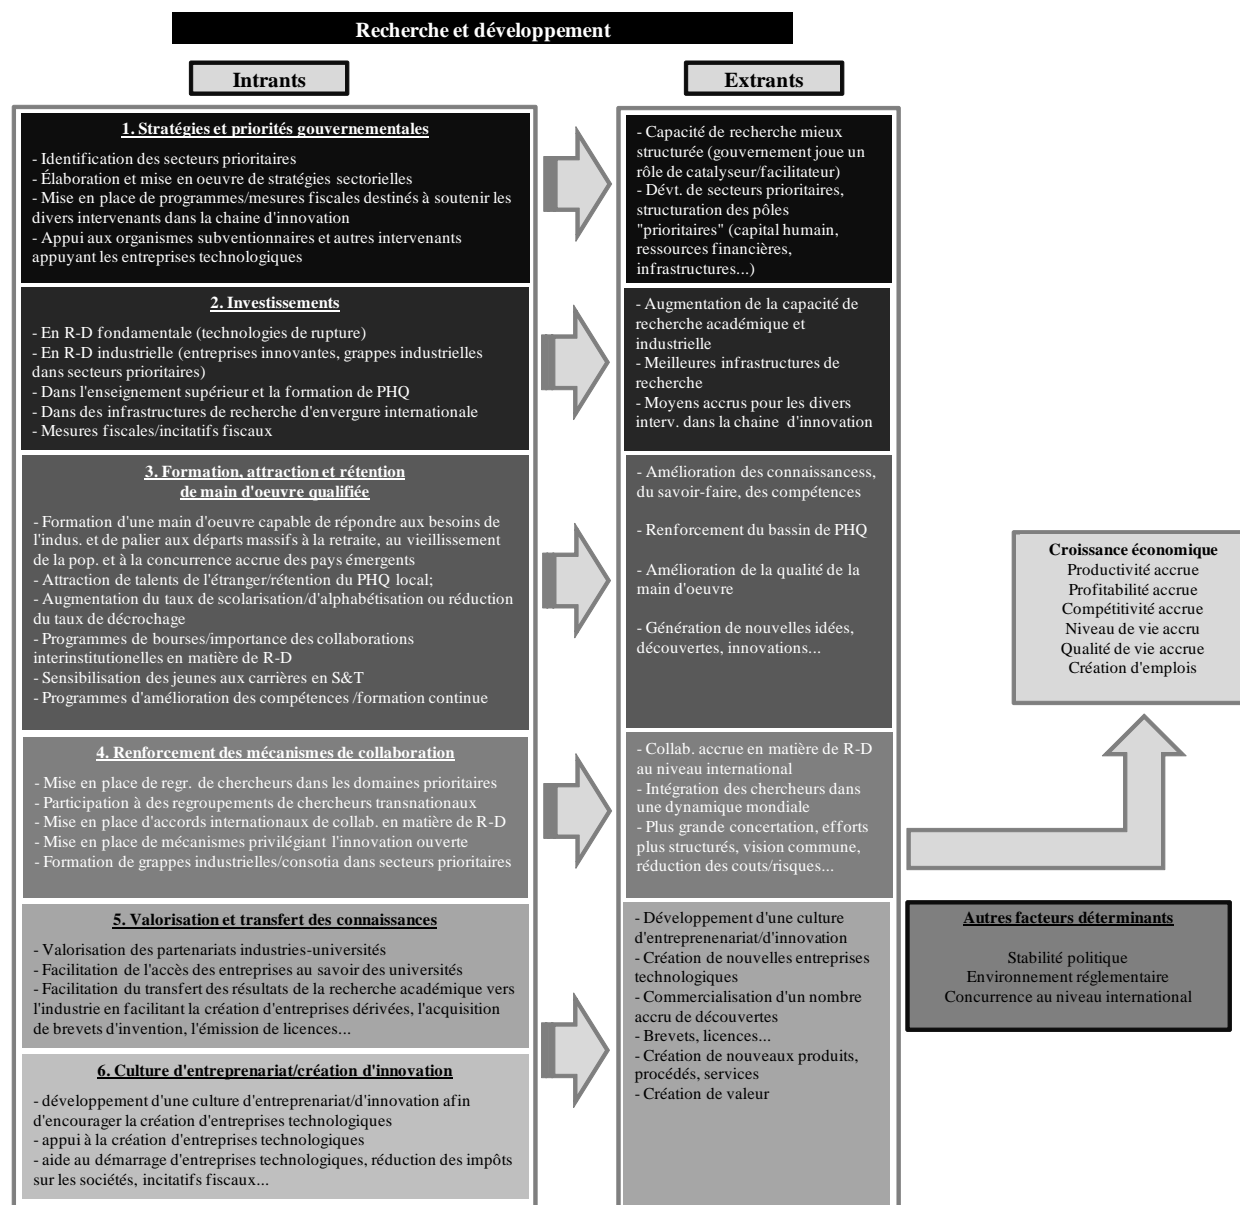 Recherche et développement
Intrants
Extrants
1. Stratégies et priorités gouvernementales
- Identification des secteurs prioritaires
- Élaboration et mise en oeuvre de stratégies sectorielles
- Mise en place de programmes/mesures fiscales destinés à soutenir les
divers intervenants dans la chaine d'innovation
- Appui aux organismes subventionnaires et autres intervenants
appuyant les entreprises technologiques
- Capacité de recherche mieux
structurée (gouvernement joue un
rôle de catalyseur/facilitateur)
- Dévt. de secteurs prioritaires,
structuration des pôles
"prioritaires" (capital humain,
ressources financières,
infrastructures...)
2. Investissements
- En R-D fondamentale (technologies de rupture)
- En R-D industrielle (entreprises innovantes, grappes industrielles
dans secteurs prioritaires)
- Dans l'enseignement supérieur et la formation de PHQ
- Dans des infrastructures de recherche d'envergure internationale
- Mesures fiscales/incitatifs fiscaux
- Augmentation de la capacité de
recherche académique et
industrielle
- Meilleures infrastructures de
recherche
- Moyens accrus pour les divers
interv. dans la chaine d'innovation
3. Formation, attraction et rétention
de main d'oeuvre qualifiée
- Formation d'une main d'oeuvre capable de répondre aux besoins de
l'indus. et de palier aux départs massifs à la retraite, au vieillissement
de la pop. et à la concurrence accrue des pays émergents
- Attraction de talents de l'étranger/rétention du PHQ local;
- Augmentation du taux de scolarisation/d'alphabétisation ou réduction
du taux de décrochage
- Programmes de bourses/importance des collaborations
interinstitutionelles en matière de R-D
- Sensibilisation des jeunes aux carrières en S&T
- Programmes d'amélioration des compétences /formation continue
- Amélioration des connaissancess,
du savoir-faire, des compétences
- Renforcement du bassin de PHQ
- Amélioration de la qualité de la
main d'oeuvre
- Génération de nouvelles idées,
découvertes, innovations...
Croissance économique
Productivité accrue
Profitabilité accrue
Compétitivité accrue
Niveau de vie accru
Qualité de vie accrue
Création d'emplois
4. Renforcement des mécanismes de collaboration
- Mise en place de regr. de chercheurs dans les domaines prioritaires
- Participation à des regroupements de chercheurs transnationaux
- Mise en place d'accords internationaux de collab. en matière de R-D
- Mise en place de mécanismes privilégiant l'innovation ouverte
- Formation de grappes industrielles/consotia dans secteurs prioritaires
- Collab. accrue en matière de R-D
au niveau international
- Intégration des chercheurs dans
une dynamique mondiale
- Plus grande concertation, efforts
plus structurés, vision commune,
réduction des couts/risques...
5. Valorisation et transfert des connaissances
- Valorisation des partenariats industries-universités
- Facilitation de l'accès des entreprises au savoir des universités
- Facilitation du transfert des résultats de la recherche académique vers
l'industrie en facilitant la création d'entreprises dérivées, l'acquisition
de brevets d'invention, l'émission de licences...
- Développement d'une culture
d'entreprenenariat/d'innovation
- Création de nouvelles entreprises
technologiques
- Commercialisation d'un nombre
accru de découvertes
- Brevets, licences...
- Création de nouveaux produits,
procédés, services
- Création de valeur
Autres facteurs déterminants
Stabilité politique
Environnement réglementaire
Concurrence au niveau international
6. Culture d'entreprenariat/création d'innovation
- développement d'une culture d'entreprenariat/d'innovation afin
d'encourager la création d'entreprises technologiques
- appui à la création d'entreprises technologiques
- aide au démarrage d'entreprises technologiques, réduction des impôts
sur les sociétés, incitatifs fiscaux...